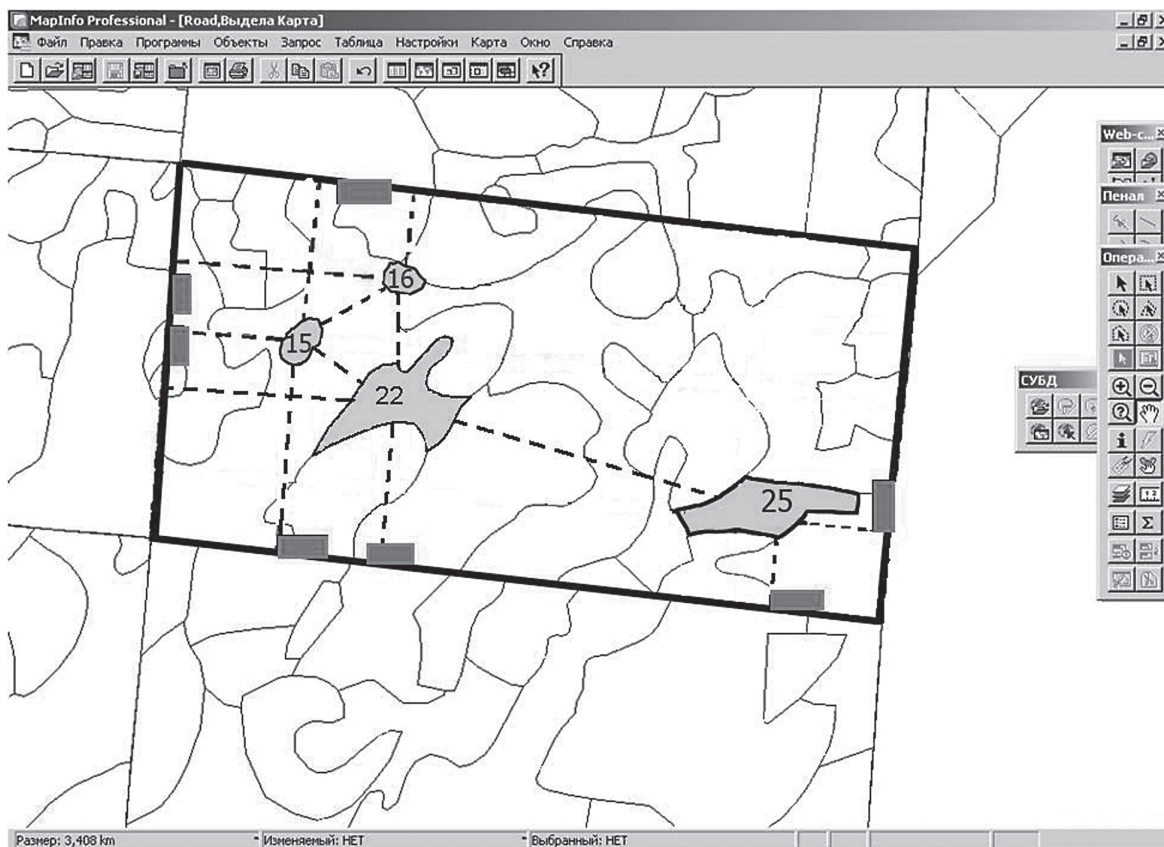 MapInfo Professional - [Road,Выдела Карта]
Файл Правка Программы Объекты Запрос Таблица Настройки Карта Окно Справка
Web-с...
Пенал
Опера...
16
15
22
СУБД
25
Размер: 3,408 km Изменяемый: НЕТ Выбранный: НЕТ